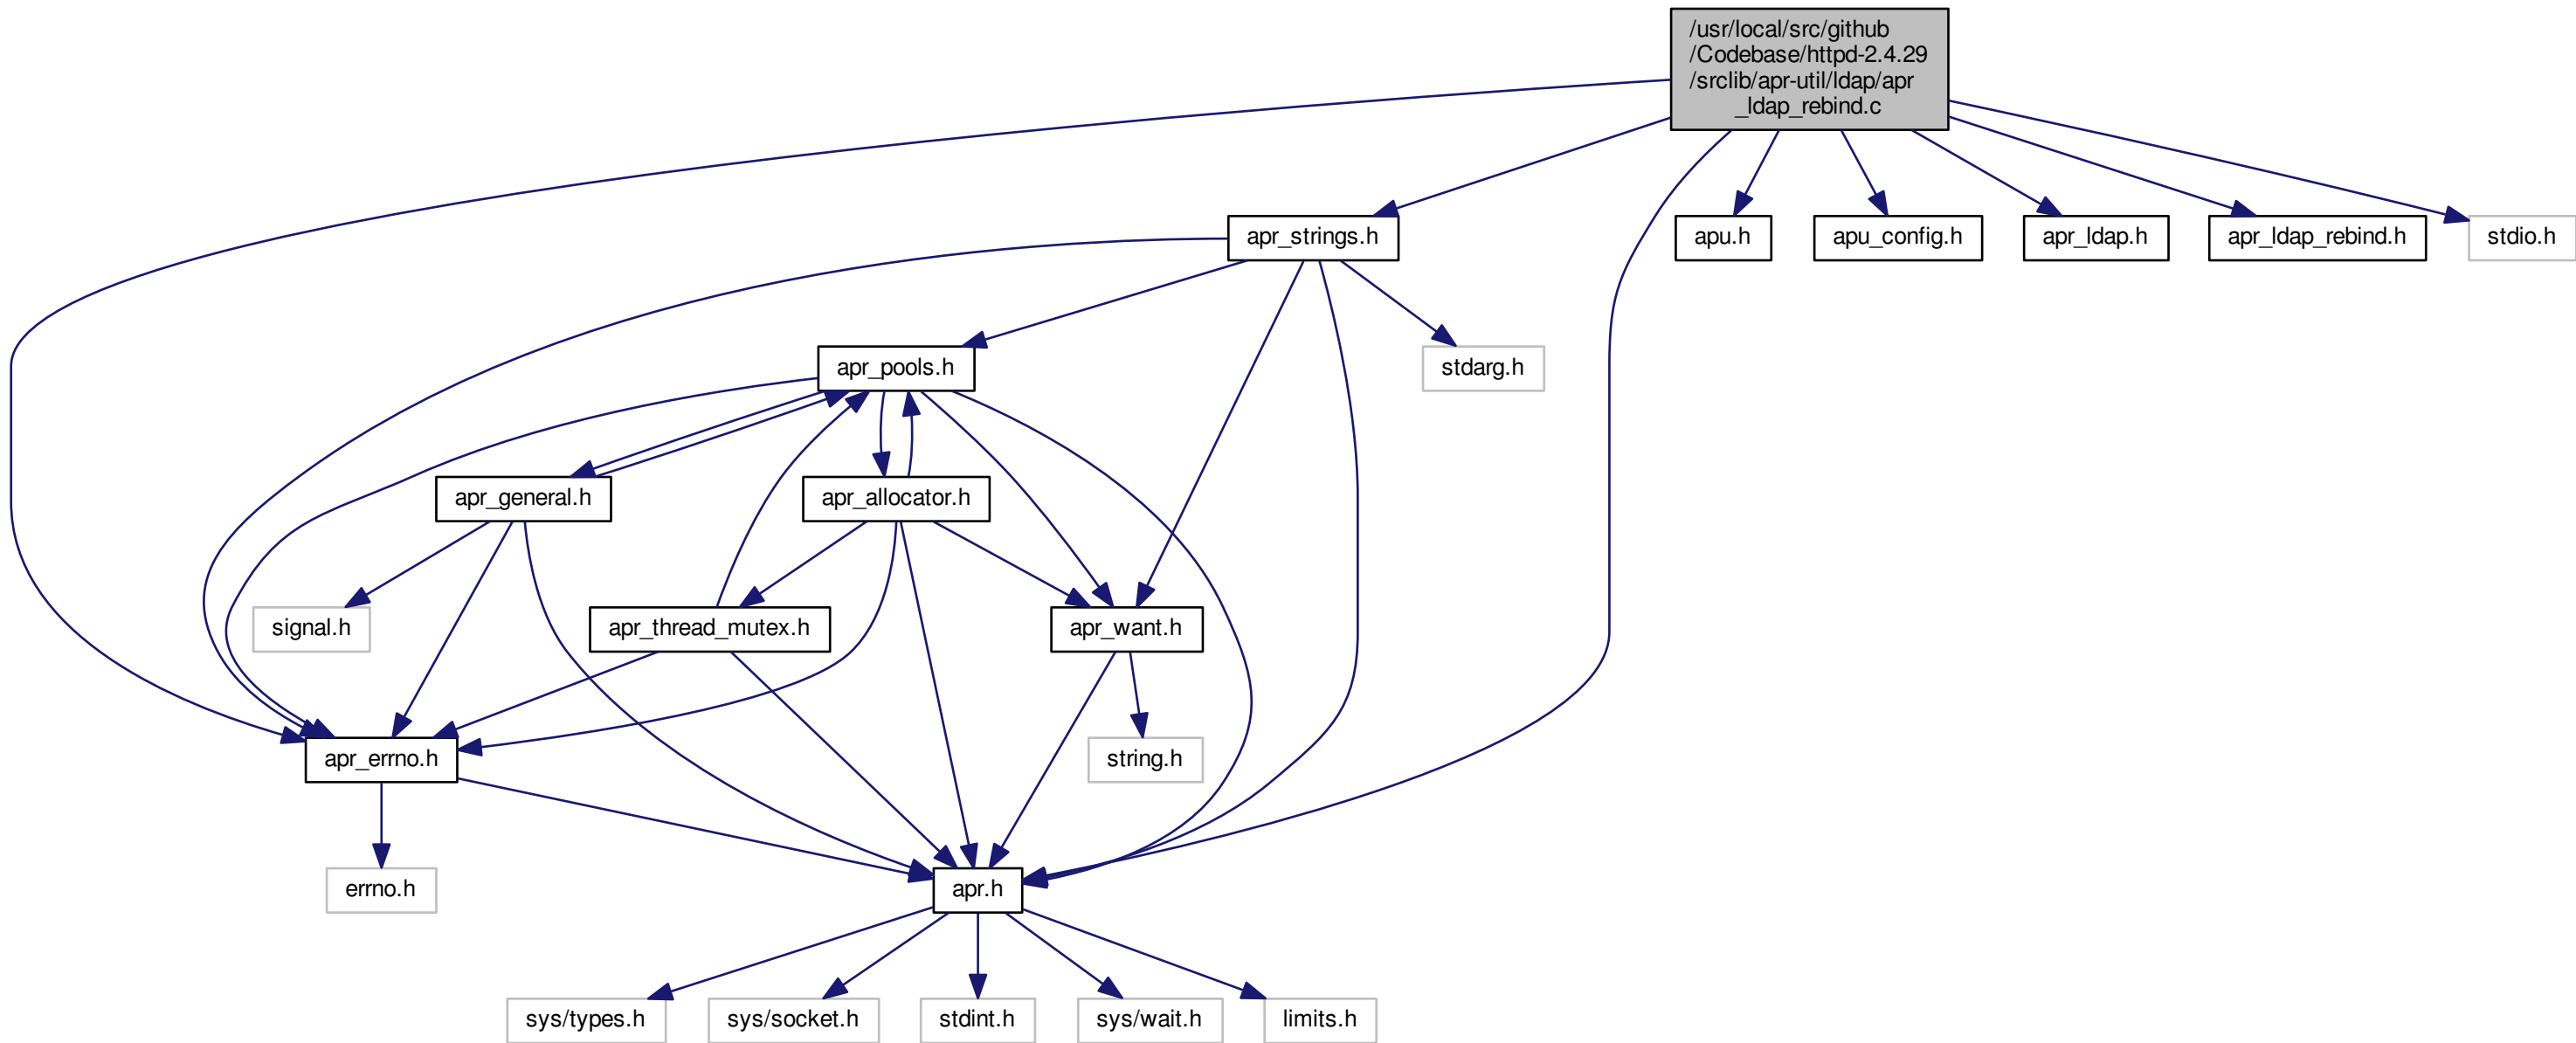 /usr/local/src/github
/Codebase/httpd-2.4.29
/srclib/apr-util/ldap/apr
_ldap_rebind.c
apr_strings.h
apu.h
apu_config.h
apr_ldap.h
apr_ldap_rebind.h
stdio.h
apr_pools.h
stdarg.h
apr_general.h
apr_allocator.h
signal.h
apr_thread_mutex.h
apr_want.h
apr_errno.h
string.h
errno.h
apr.h
sys/types.h
sys/socket.h
stdint.h
sys/wait.h
limits.h